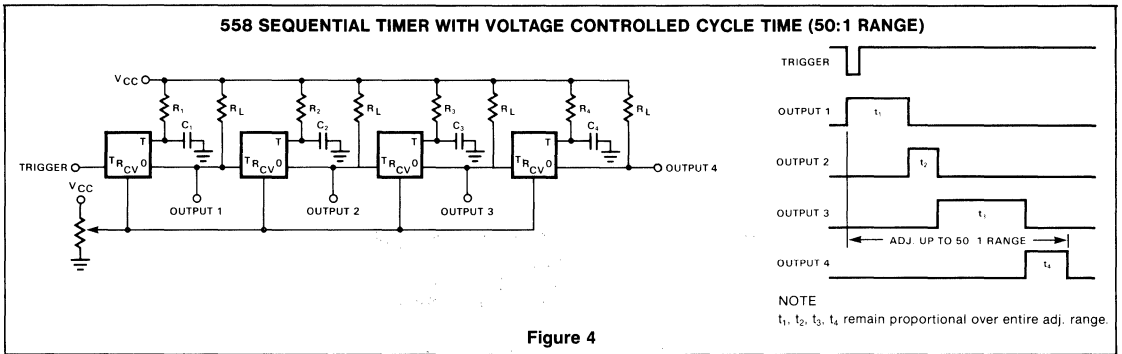 558 SEQUENTIAL TIMER WITH VOLTAGE CONTROLLED CYCLE TIME (50:1 RANGE)
VCC
R1
RL
R2
RL
R3
RL
R4
RL
C1
C2
C3
C4
T
T
T
T
TRIGGER
TR
CV
O
TR
CV
O
TR
CV
O
TR
CV
O
OUTPUT 4
VCC
OUTPUT 1
OUTPUT 2
OUTPUT 3
TRIGGER
OUTPUT 1
t1
OUTPUT 2
t2
OUTPUT 3
t3
ADJ. UP TO 50 1 RANGE
OUTPUT 4
t4
NOTE
t1, t2, t3, t4 remain proportional over entire adj. range.
Figure 4